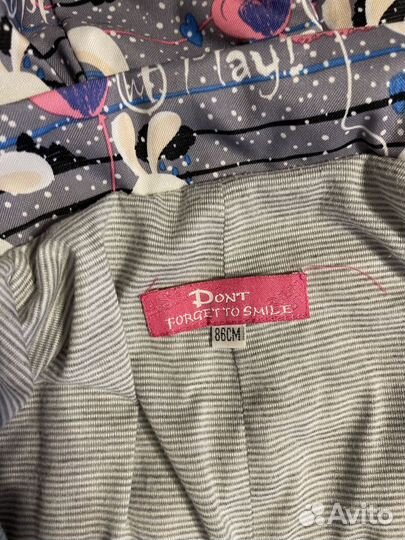 Play!
DONT
FORGET TO SMILE
86CM
Avito